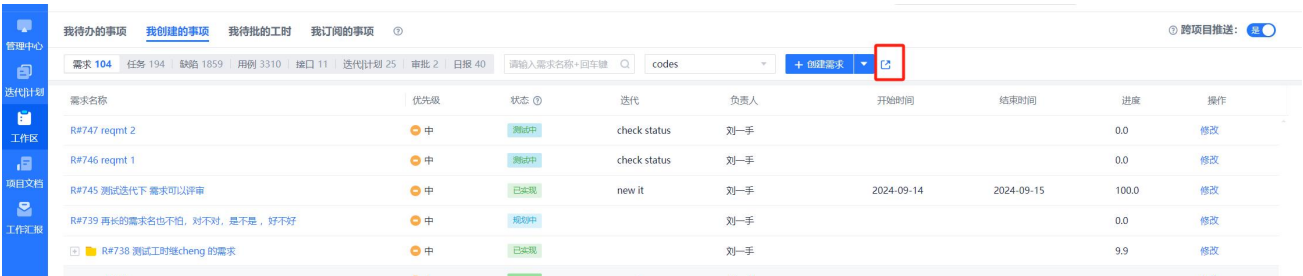 我待办的事项 我创建的事项 我待批的工时 我订阅的事项 跨项目推送： 是
管理中心
需求 104 任务 194 缺陷 1859 用例 3310 接口 11 迭代|计划 25 审批 2 日报 40 请输入需求名称+回车键 codes + 创建需求
迭代|计划
需求名称 优先级 状态 迭代 负责人 开始时间 结束时间 进度 操作
工作区
R#747 reqmt 2 中 测试中 check status 刘一手 0.0 修改
R#746 reqmt 1 中 测试中 check status 刘一手 0.0 修改
项目文档
R#745 测试迭代下 需求可以评审 中 已实现 new it 刘一手 2024-09-14 2024-09-15 100.0 修改
R#739 再长的需求名也不怕，对不对，是不是 ，好不好 中 规划中 刘一手 0.0 修改
工作汇报
R#738 测试工时继cheng 的需求 中 已实现 刘一手 9.9 修改